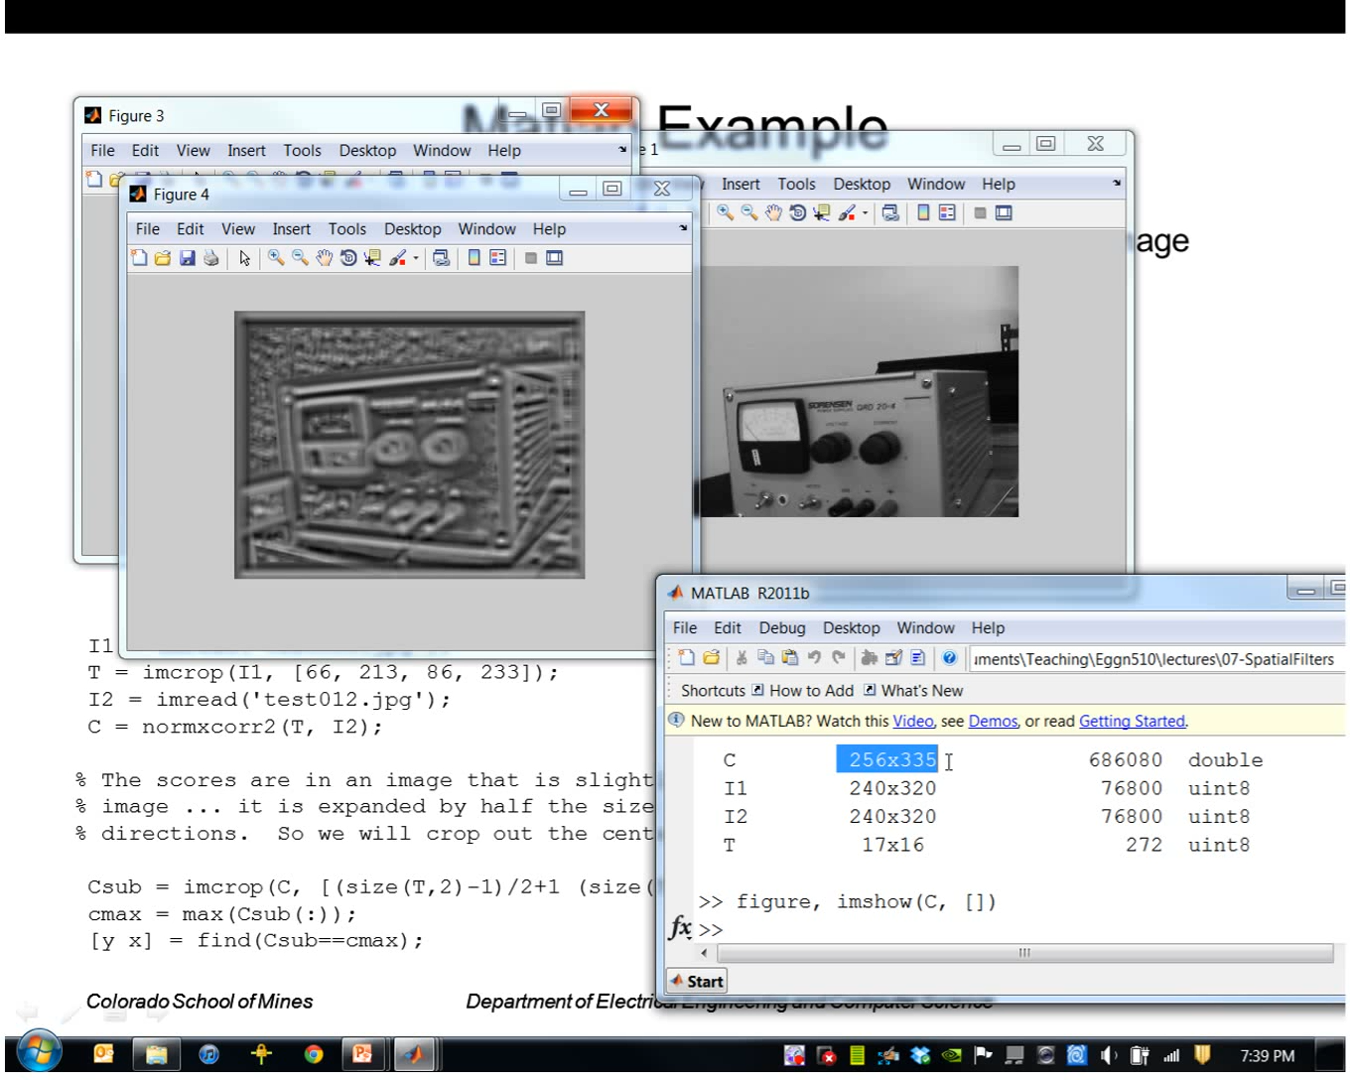 Matlab Example
Figure 3
File Edit View Insert Tools Desktop Window Help
e 1
Insert Tools Desktop Window Help
Figure 4
File Edit View Insert Tools Desktop Window Help
age
SORENSEN
QRD 20-4
I1
T = imcrop(I1, [66, 213, 86, 233]);
I2 = imread('test012.jpg');
C = normxcorr2(T, I2);
% The scores are in an image that is slight
% image ... it is expanded by half the size
% directions. So we will crop out the cent
Csub = imcrop(C, [(size(T,2)-1)/2+1 (size(
cmax = max(Csub(:));
[y x] = find(Csub==cmax);
MATLAB R2011b
File Edit Debug Desktop Window Help
ıments\Teaching\Eggn510\lectures\07-SpatialFilters
Shortcuts How to Add What's New
New to MATLAB? Watch this Video, see Demos, or read Getting Started.
C 256x335 686080 double
I1 240x320 76800 uint8
I2 240x320 76800 uint8
T 17x16 272 uint8
>> figure, imshow(C, [])
fx >>
Start
Colorado School of Mines
Department of Electrical Engineering and Computer Science
7:39 PM